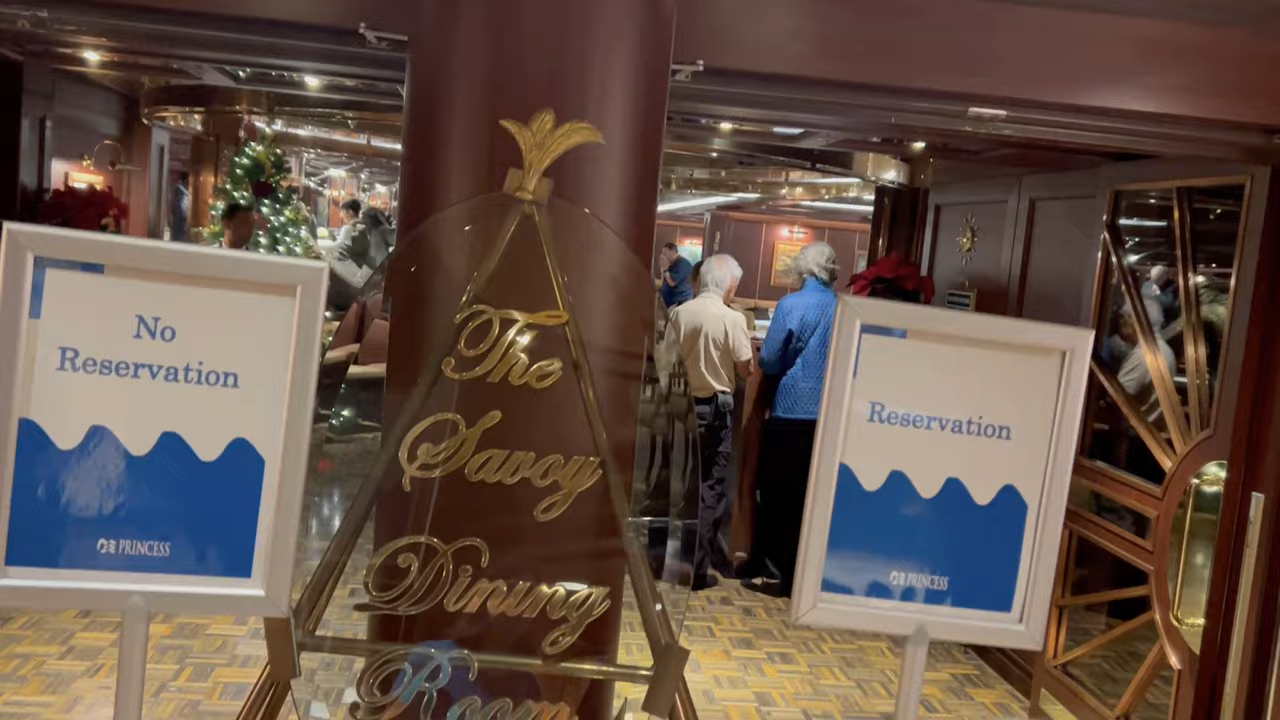 No
Reservation
PRINCESS
The
Savoy
Dining
Room
Reservation
PRINCESS